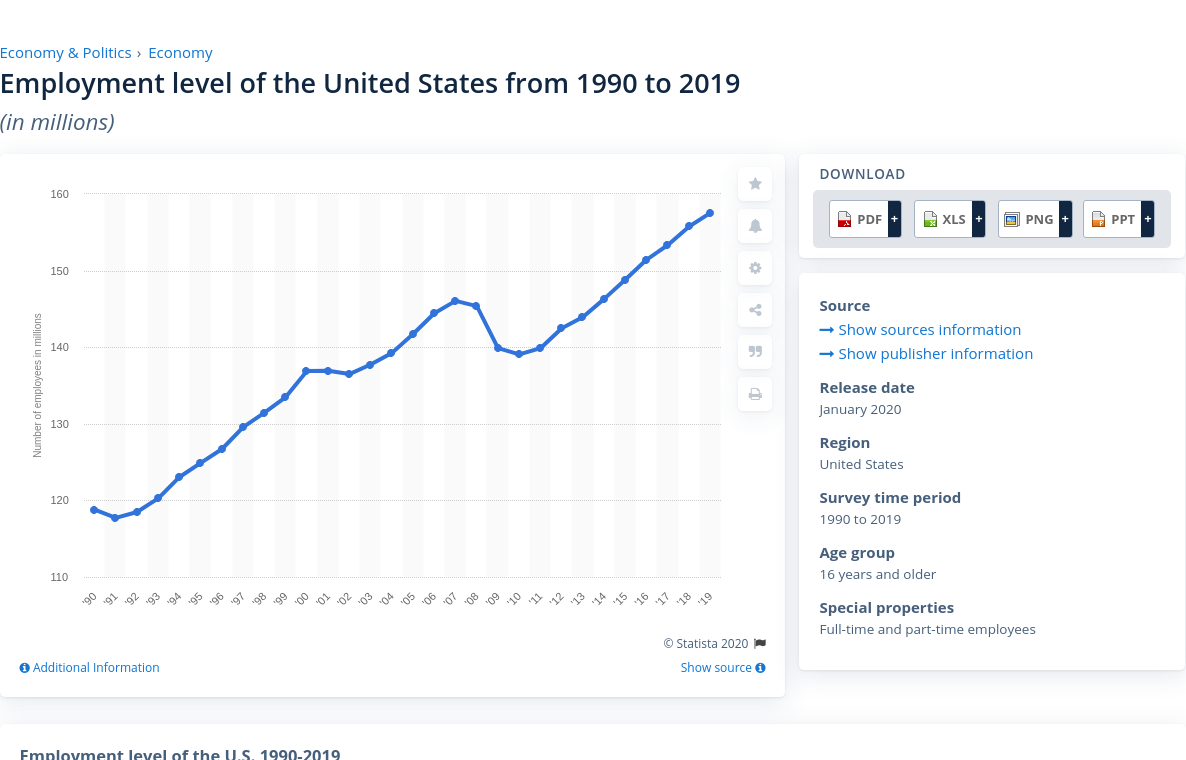 Economy & Politics › Economy
Employment level of the United States from 1990 to 2019
(in millions)
160
150
140
130
120
110
Number of employees in millions
'90 '91 '92 '93 '94 '95 '96 '97 '98 '99 '00 '01 '02 '03 '04 '05 '06 '07 '08 '09 '10 '11 '12 '13 '14 '15 '16 '17 '18 '19
© Statista 2020
Additional Information
Show source
DOWNLOAD
PDF + XLS + PNG + PPT +
Source
Show sources information
Show publisher information
Release date
January 2020
Region
United States
Survey time period
1990 to 2019
Age group
16 years and older
Special properties
Full-time and part-time employees
Employment level of the U.S. 1990-2019